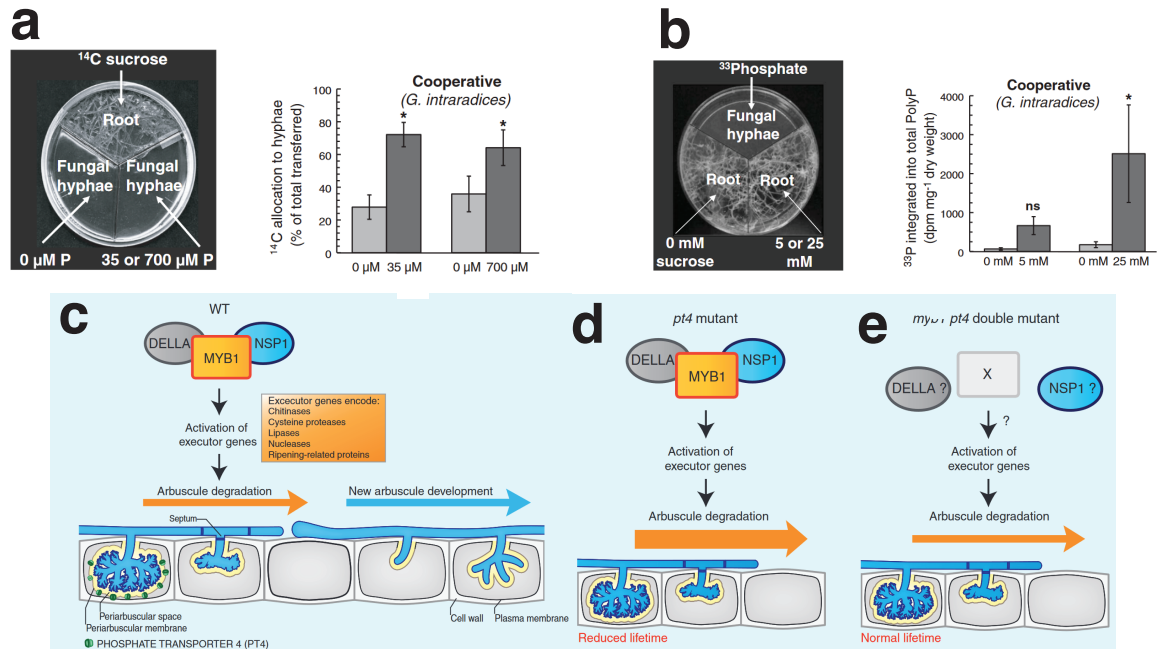 a
¹⁴C sucrose
Root
Fungal hyphae
Fungal hyphae
0 µM P
35 or 700 µM P
Cooperative
(G. intraradices)
¹⁴C allocation to hyphae
(% of total transferred)
100
80
60
40
20
0
*
*
0 µM 35 µM
0 µM 700 µM
b
³³Phosphate
Fungal
hyphae
Root
Root
0 mM
sucrose
5 or 25
mM
Cooperative
(G. intraradices)
³³P integrated into total PolyP
(dpm mg⁻¹ dry weight)
4000
3000
2000
1000
0
ns
*
0 mM 5 mM
0 mM 25 mM
c
WT
DELLA
MYB1
NSP1
Activation of
executor genes
Excecutor genes encode:
Chitinases
Cysteine proteases
Lipases
Nucleases
Ripening-related proteins
Arbuscule degradation
New arbuscule development
Septum
Periarbuscular space
Periarbuscular membrane
Cell wall
Plasma membrane
PHOSPHATE TRANSPORTER 4 (PT4)
d
pt4 mutant
DELLA
MYB1
NSP1
Activation of
executor genes
Arbuscule degradation
Reduced lifetime
e
pt4 double mutant
DELLA ?
X
NSP1 ?
?
Activation of
executor genes
Arbuscule degradation
Normal lifetime